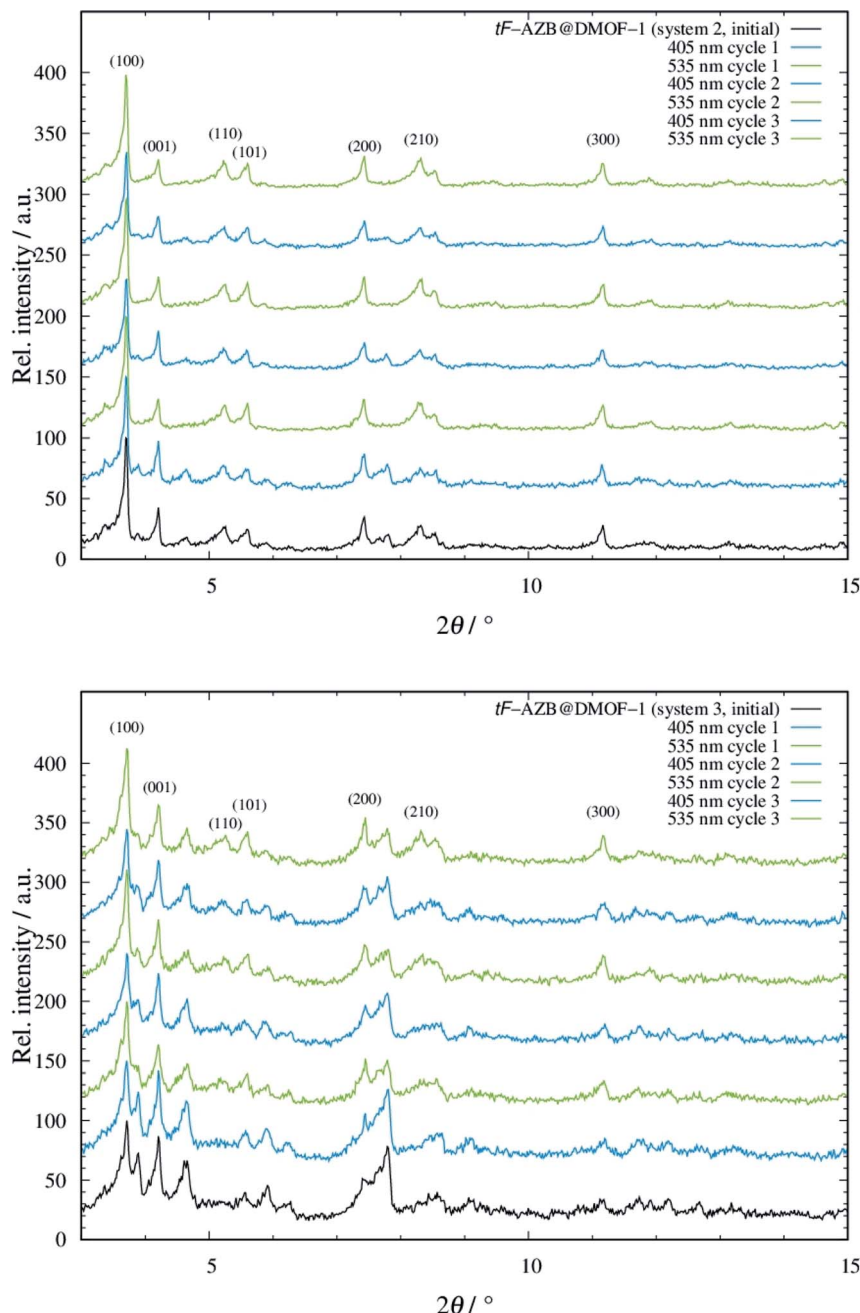 tF-AZB@DMOF-1 (system 2, initial)
405 nm cycle 1
535 nm cycle 1
405 nm cycle 2
535 nm cycle 2
405 nm cycle 3
535 nm cycle 3
(100)
(001)
(110)
(101)
(200)
(210)
(300)
400
350
300
250
200
150
100
50
0
Rel. intensity / a.u.
5
10
15
2θ / °
tF-AZB@DMOF-1 (system 3, initial)
405 nm cycle 1
535 nm cycle 1
405 nm cycle 2
535 nm cycle 2
405 nm cycle 3
535 nm cycle 3
(100)
(001)
(110)
(101)
(200)
(210)
(300)
400
350
300
250
200
150
100
50
0
Rel. intensity / a.u.
5
10
15
2θ / °